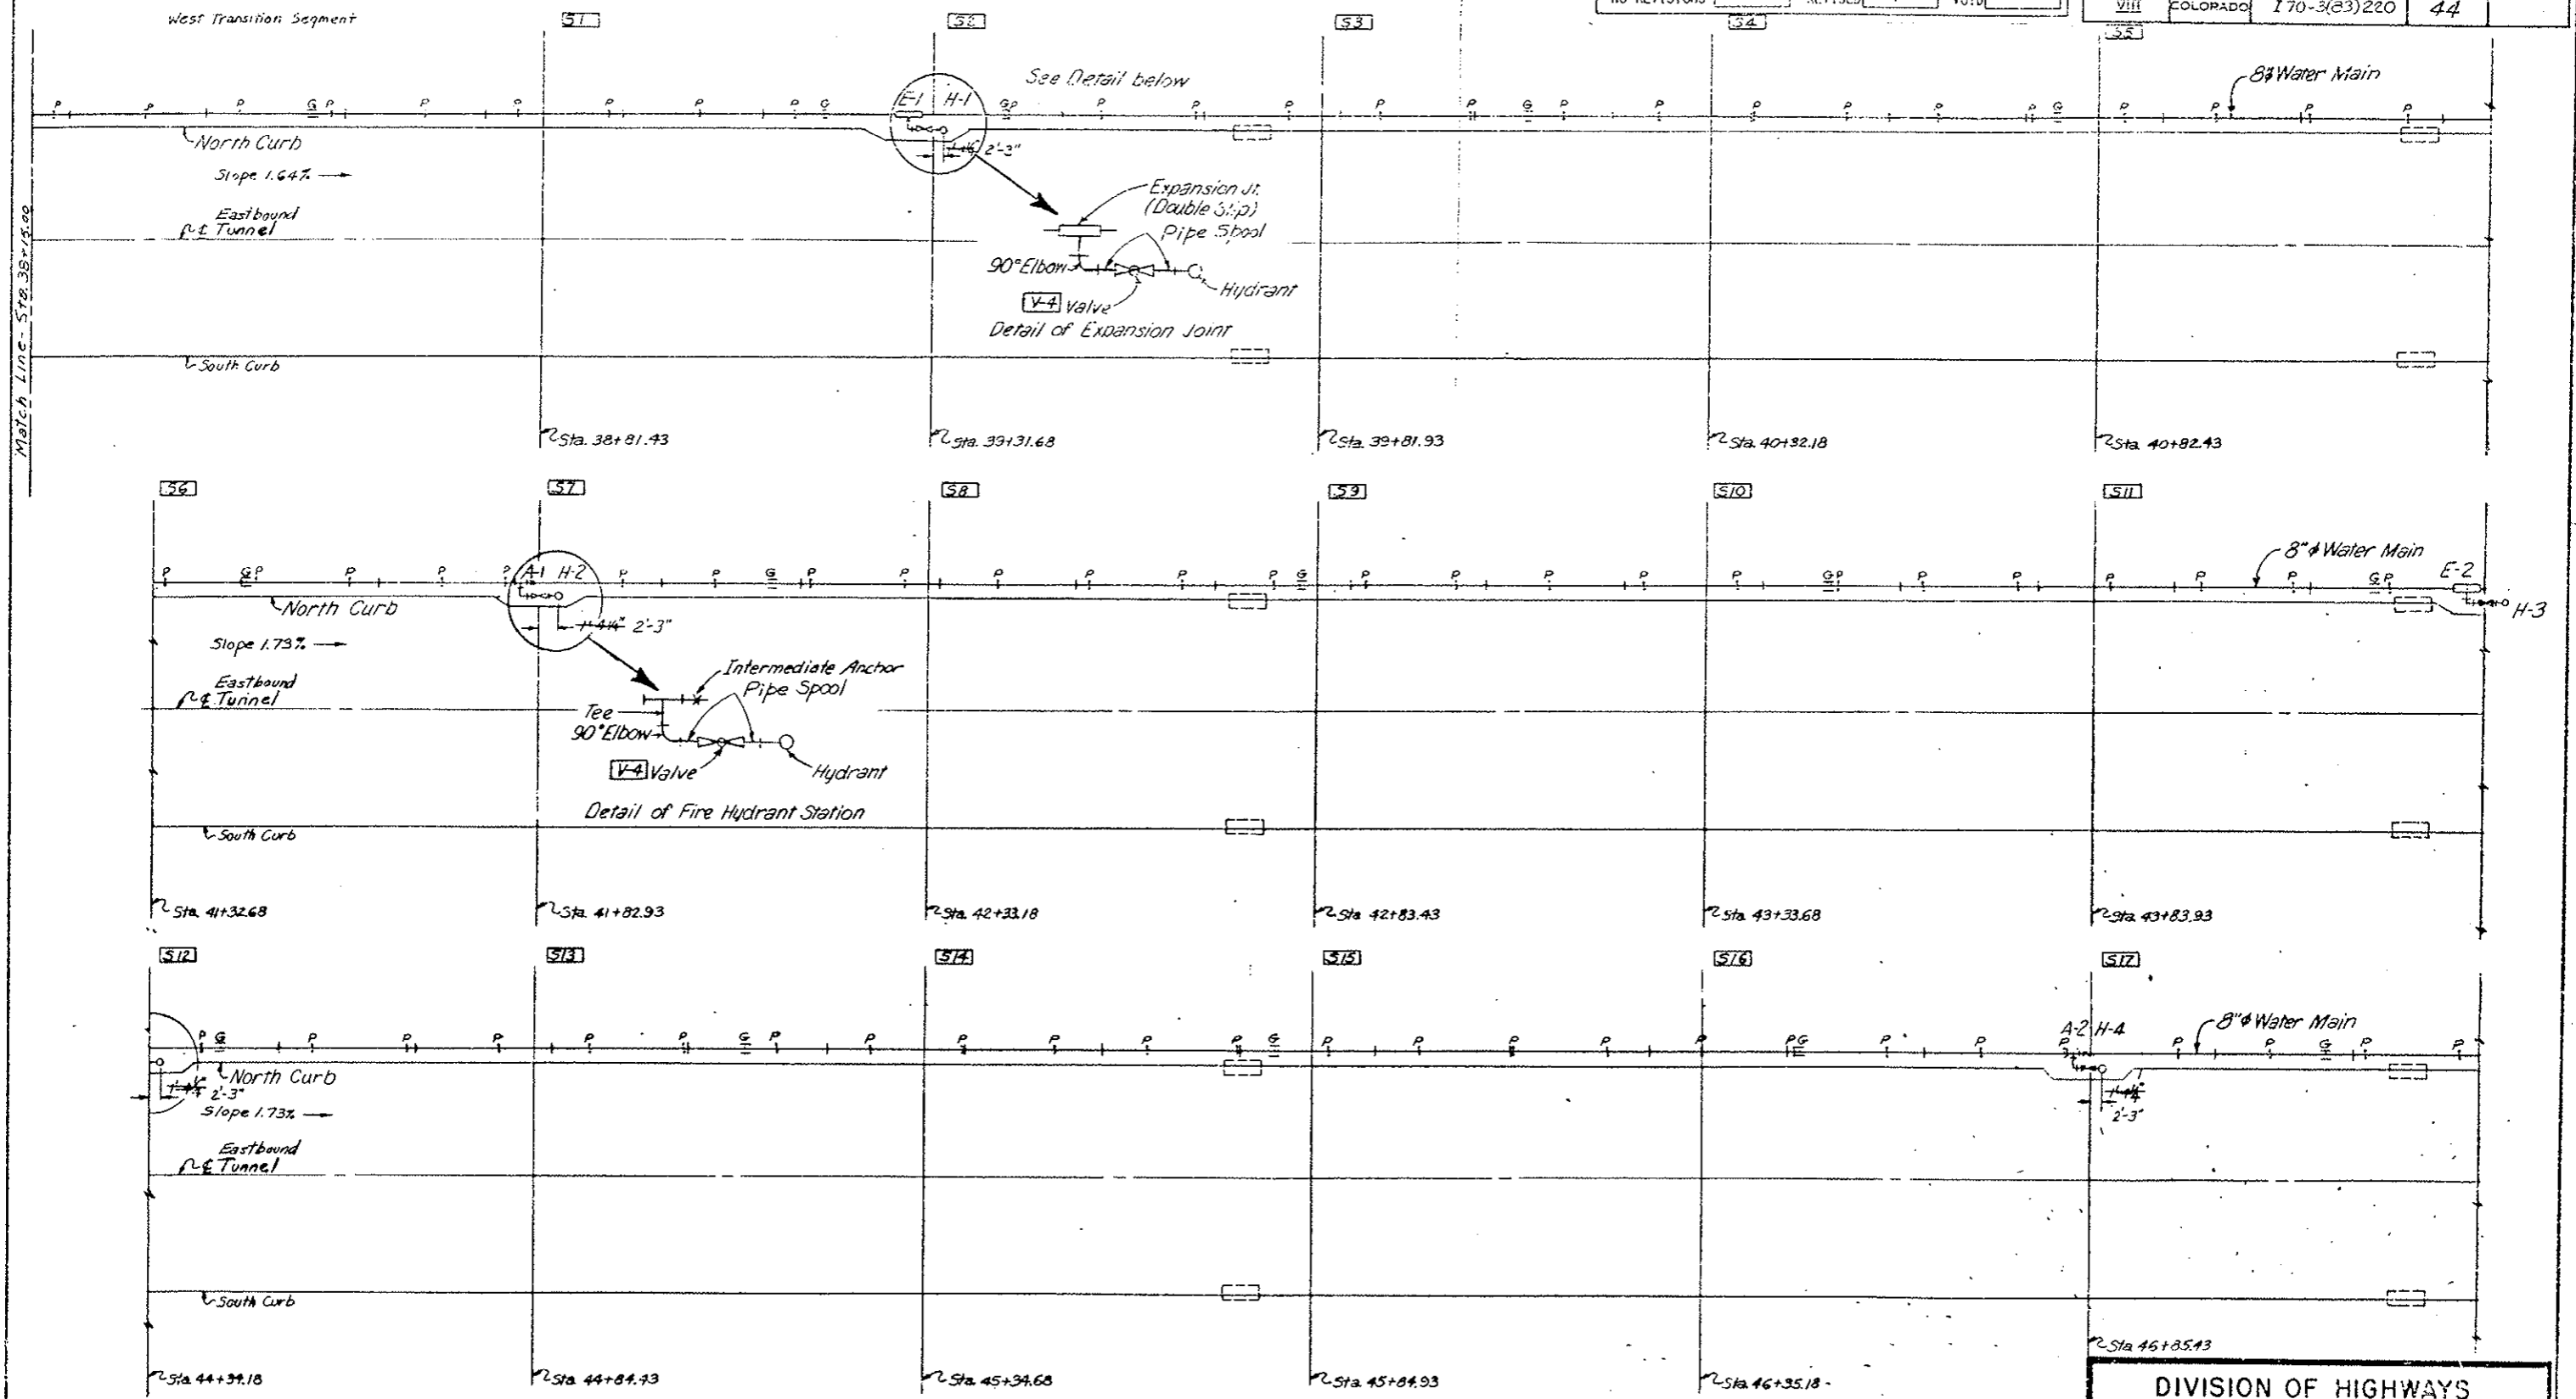 West Transition Segment
S1
S2
S3
S4
S5
NO REVISIONS REVISED VOID
VIII COLORADO I 70-3(83)220 44
See Detail below
8"φ Water Main
P P P G P P P P P P G E-1 H-1 G P P P P P P G P P P P P G P P P P
North Curb
2'-3"
Slope 1.64%
Expansion Jt.
(Double Slip)
Pipe Spool
Eastbound
℄ Tunnel
90° Elbow
Hydrant
V-4 Valve
Detail of Expansion Joint
South Curb
Match Line - Sta. 38+15.00
Sta. 38+81.43
Sta. 39+31.68
Sta. 39+81.93
Sta. 40+32.18
Sta. 40+82.43
S6
S7
S8
S9
S10
S11
8"φ Water Main
P G P P P P A-1 H-2 P P G P P P P P P G P P P P P G P P P P P G P E-2
North Curb
H-3
1'-4¼" 2'-3"
Slope 1.73%
Intermediate Anchor
Pipe Spool
Eastbound
℄ Tunnel
Tee
90° Elbow
V-4 Valve
Hydrant
Detail of Fire Hydrant Station
South Curb
Sta. 41+32.68
Sta. 41+82.93
Sta. 42+33.18
Sta. 42+83.43
Sta. 43+33.68
Sta. 43+83.93
S12
S13
S14
S15
S16
S17
A-2 H-4
8"φ Water Main
P G P P P P P G P P P P P P G P P P P P P G P P P P P G P P
North Curb
2'-3"
2'-3"
Slope 1.73%
Eastbound
℄ Tunnel
South Curb
Sta. 44+34.18
Sta. 44+84.43
Sta. 45+34.68
Sta. 45+84.93
Sta. 46+35.18
Sta. 46+85.43
DIVISION OF HIGHWAYS